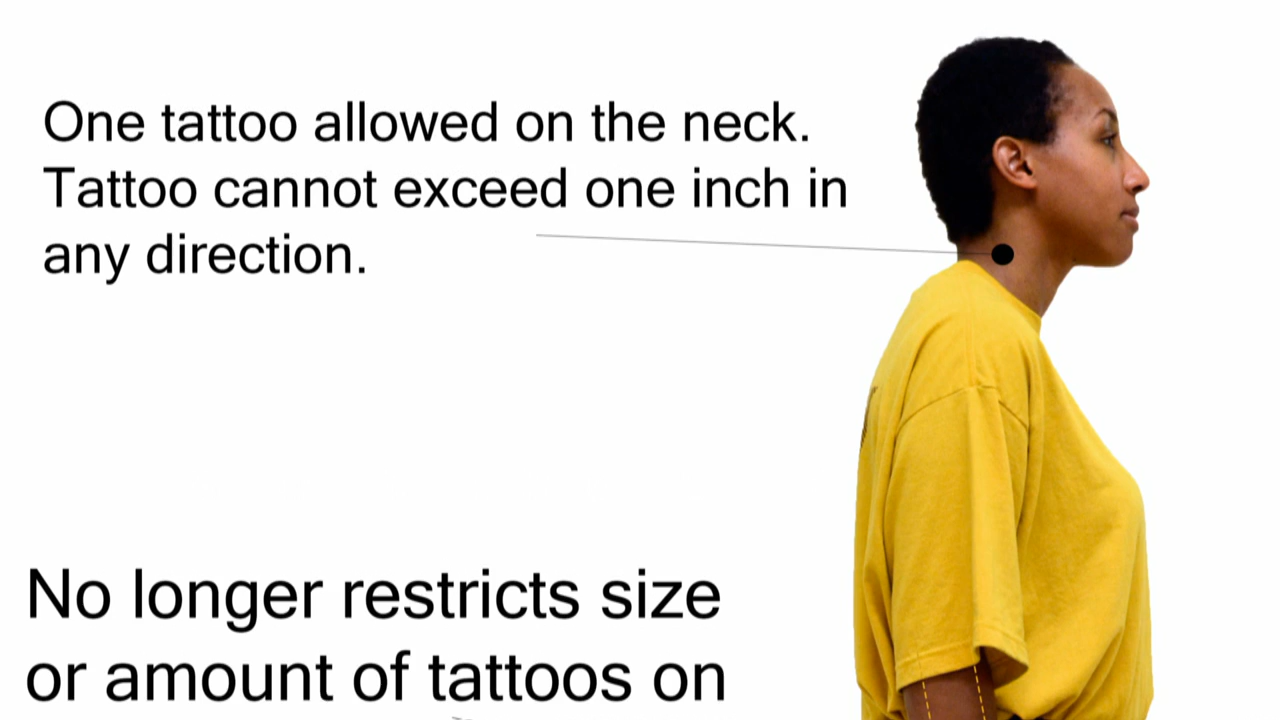 One tattoo allowed on the neck.
Tattoo cannot exceed one inch in
any direction.
No longer restricts size
or amount of tattoos on